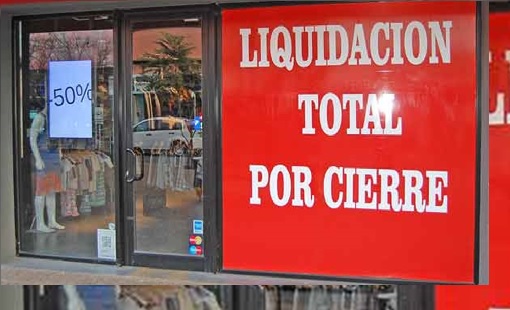 -50%
LIQUIDACION
TOTAL
POR CIERRE